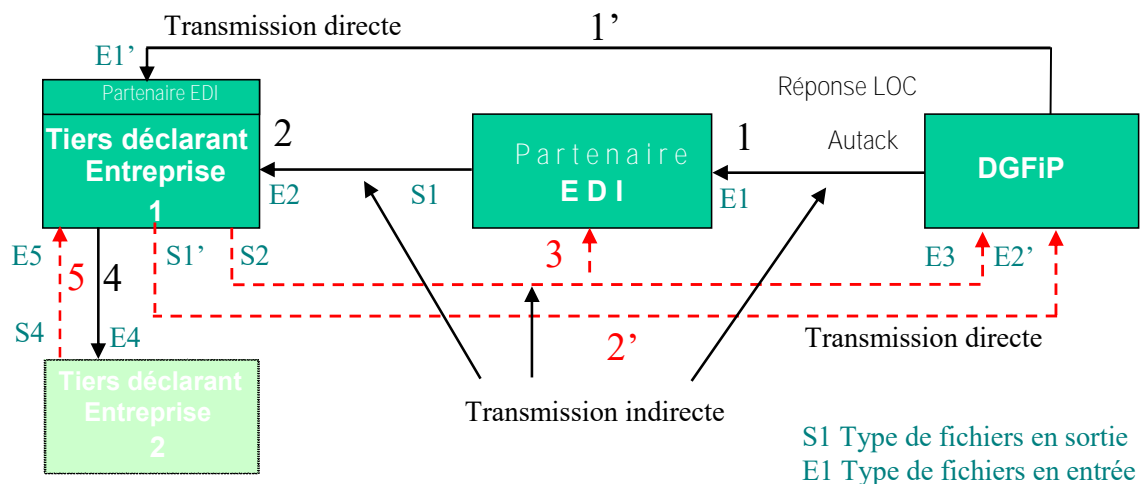 Transmission directe
1’
E1’
Partenaire EDI
Tiers déclarant
Entreprise
1
2
E2
S1
Partenaire
EDI
1
E1
Réponse LOC
Autack
DGFiP
E5
5
4
S1’
S2
3
E3
E2’
S4
E4
2’
Transmission directe
Tiers déclarant
Entreprise
2
Transmission indirecte
S1 Type de fichiers en sortie
E1 Type de fichiers en entrée